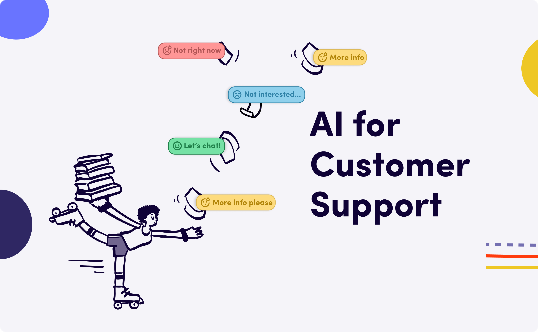 Not right now
More Info
Not interested...
Let's chat!
More info please
AI for
Customer
Support